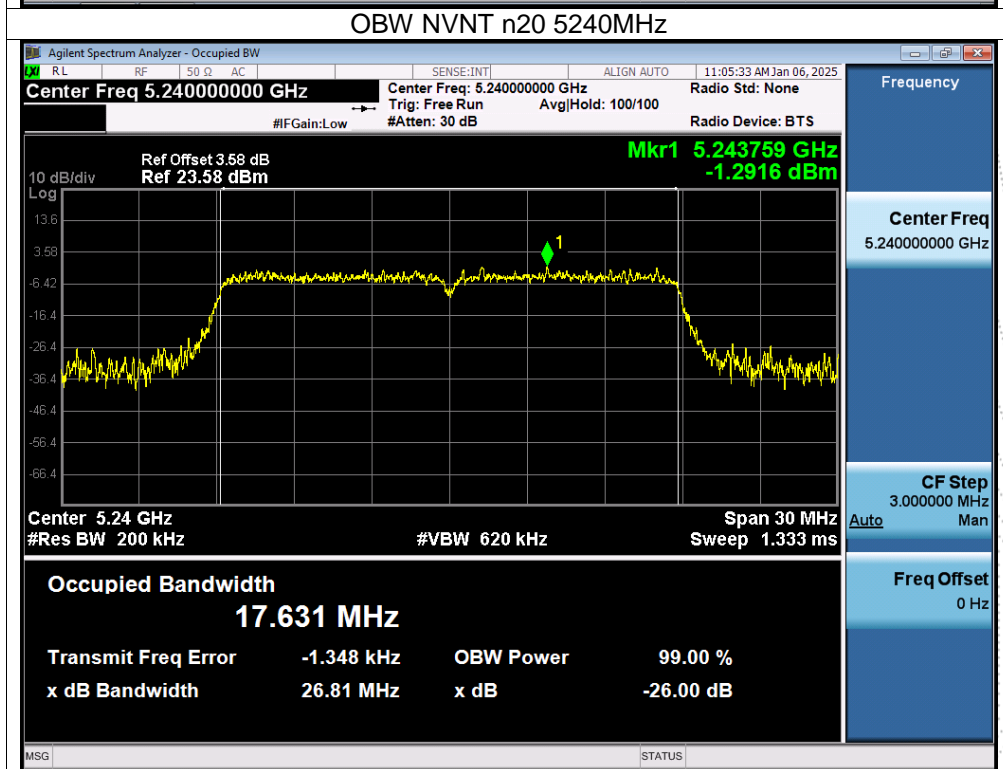 OBW NVNT n20 5240MHz
Agilent Spectrum Analyzer - Occupied BW
LXI RL RF 50 Ω AC SENSE:INT ALIGN AUTO 11:05:33 AM Jan 06, 2025
Center Freq 5.240000000 GHz
Center Freq: 5.240000000 GHz
Radio Std: None
Trig: Free Run Avg|Hold: 100/100
#IFGain:Low #Atten: 30 dB Radio Device: BTS
Frequency
Mkr1 5.243759 GHz
-1.2916 dBm
Ref Offset 3.58 dB
10 dB/div Ref 23.58 dBm
Log
13.6
3.58
-6.42
-16.4
-26.4
-36.4
-46.4
-56.4
-66.4
1
Center 5.24 GHz Span 30 MHz
#Res BW 200 kHz #VBW 620 kHz Sweep 1.333 ms
Center Freq
5.240000000 GHz
CF Step
3.000000 MHz
Auto Man
Freq Offset
0 Hz
Occupied Bandwidth
17.631 MHz
Transmit Freq Error -1.348 kHz OBW Power 99.00 %
x dB Bandwidth 26.81 MHz x dB -26.00 dB
MSG STATUS